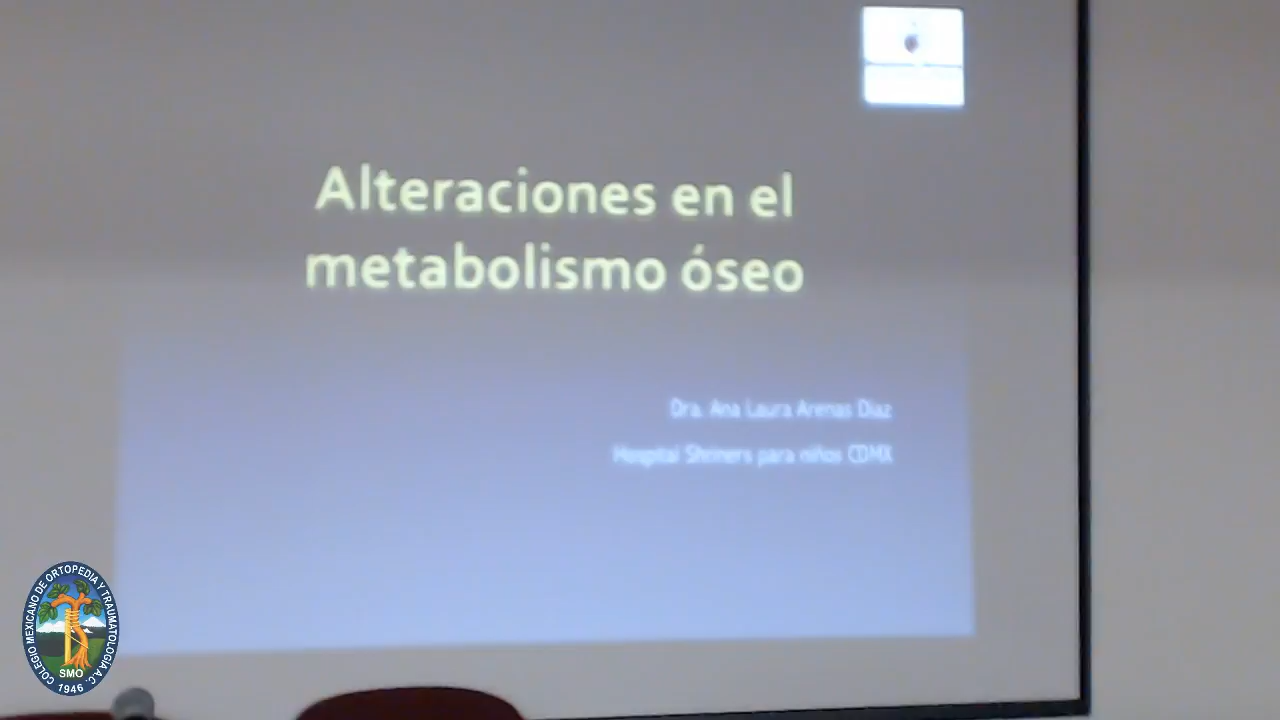 Alteraciones en el
metabolismo óseo
Dra. Ana Laura Arenas Diaz
Hospital Shriners para niños CDMX
COLEGIO MEXICANO DE ORTOPEDIA Y TRAUMATOLOGÍA A.C.
SMO
1946